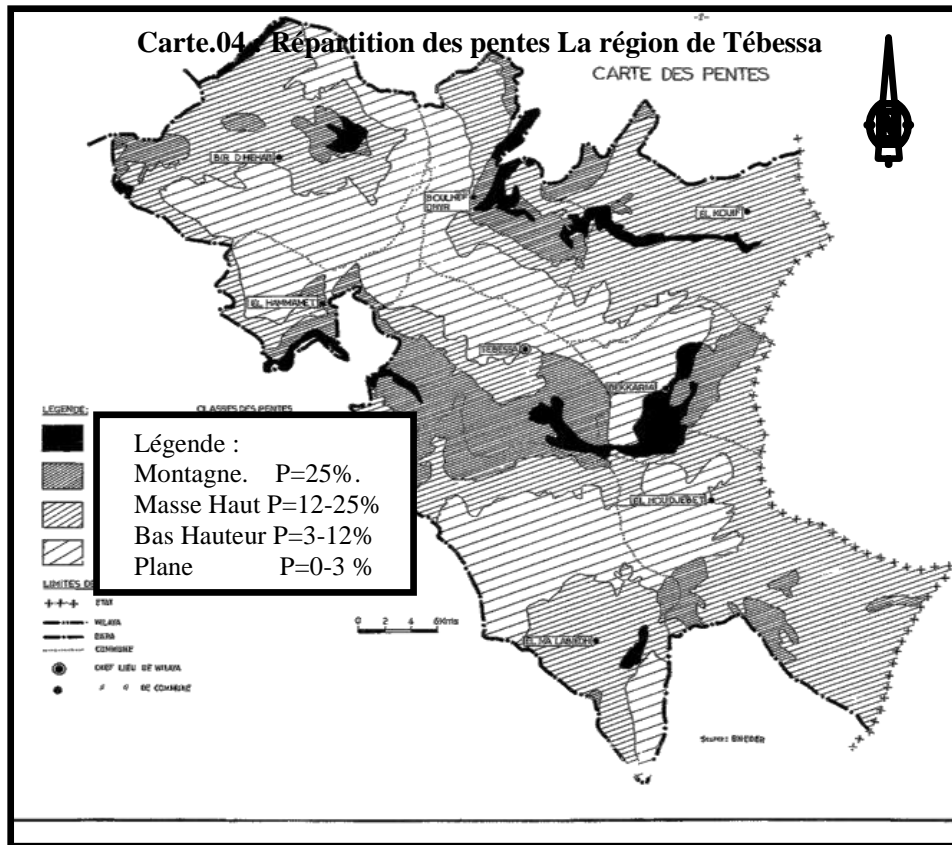 Carte.04 : Répartition des pentes La région de Tébessa
CARTE DES PENTES
BIR D'HEHAB
BOULHEF
DHYR
EL KOUIF
EL HAMMAMET
TEBESSA
BEKKARIA
LEGENDE:
CLASSES DES PENTES
Légende :
Montagne. P=25%.
Masse Haut P=12-25%
Bas Hauteur P=3-12%
Plane P=0-3 %
EL HOUDJEBET
LIMITES DE
ETAT
WILAYA
DAIRA
COMMUNE
CHEF LIEU DE WILAYA
DE COMMUNE
0 2 4 6Kms
EL MA LABIODH
Source: BNEDER